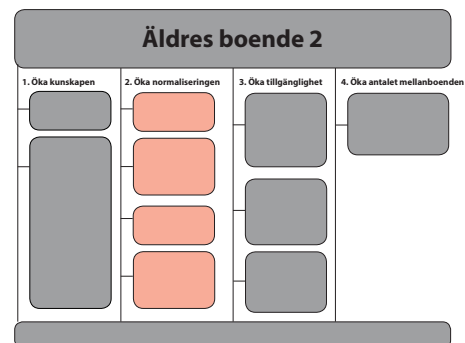 Äldres boende 2
1. Öka kunskapen
2. Öka normaliseringen
3. Öka tillgänglighet
4. Öka antalet mellanboenden